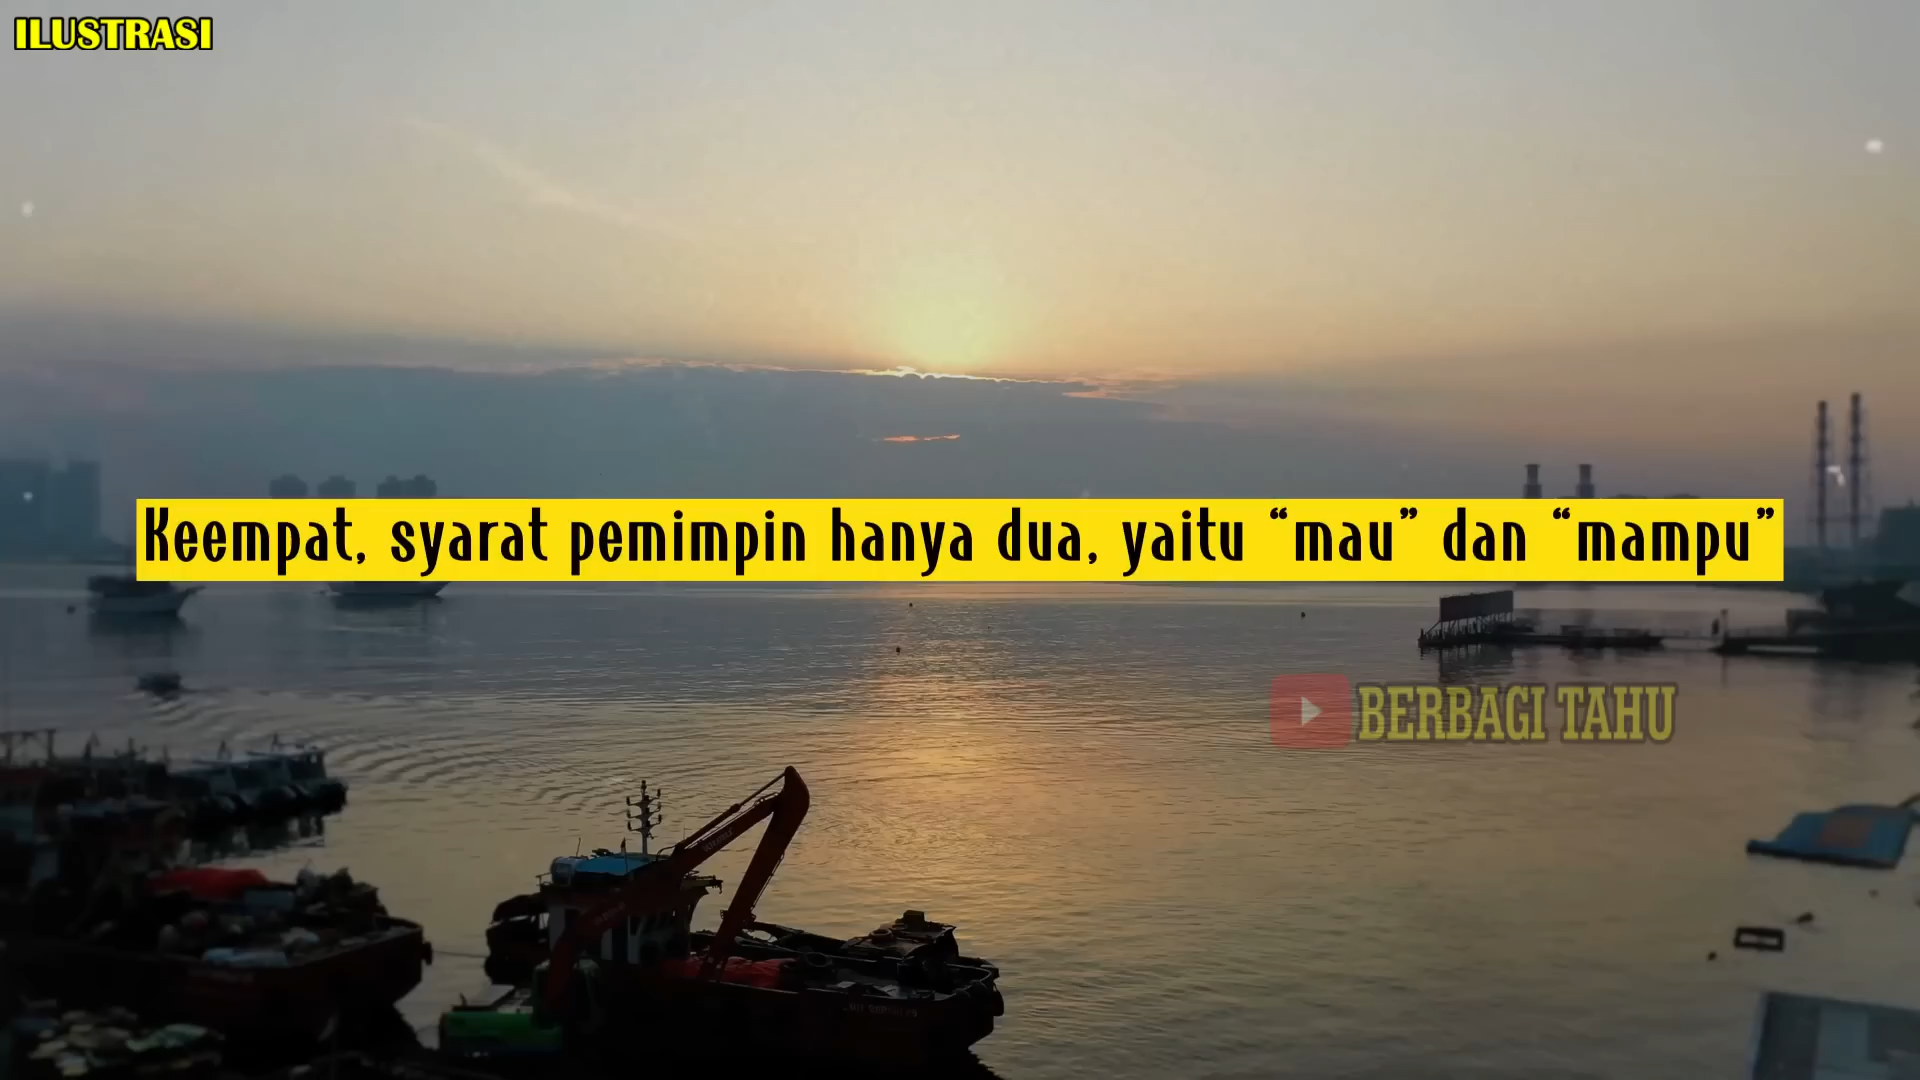 ILUSTRASI
Keempat, syarat pemimpin hanya dua, yaitu “mau” dan “mampu”
BERBAGI TAHU